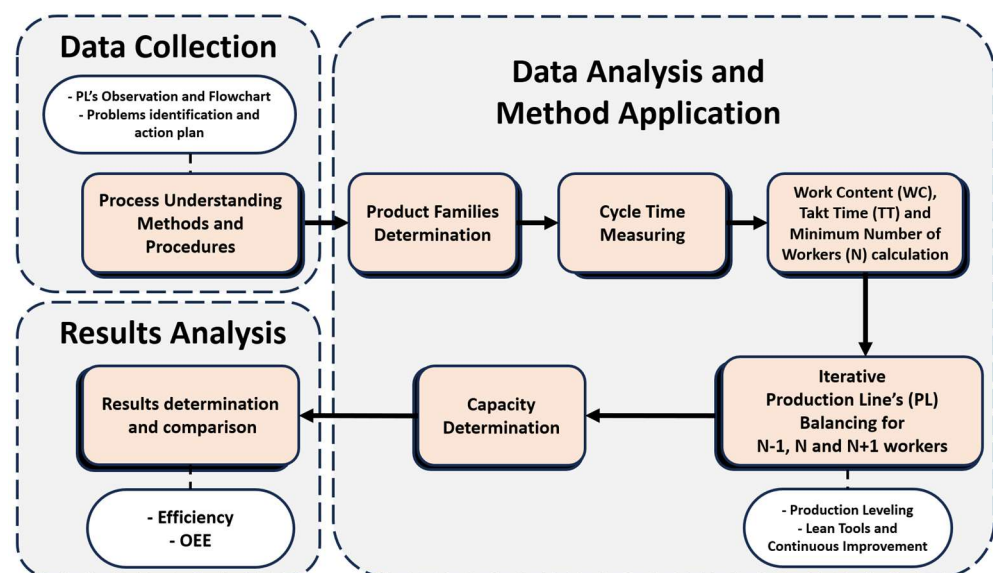 Data Collection
- PL's Observation and Flowchart
- Problems identification and
action plan
Process Understanding
Methods and
Procedures
Data Analysis and
Method Application
Product Families
Determination
Cycle Time
Measuring
Work Content (WC),
Takt Time (TT) and
Minimum Number of
Workers (N) calculation
Iterative
Production Line's (PL)
Balancing for
N-1, N and N+1 workers
- Production Leveling
- Lean Tools and
Continuous Improvement
Capacity
Determination
Results Analysis
Results determination
and comparison
- Efficiency
- OEE